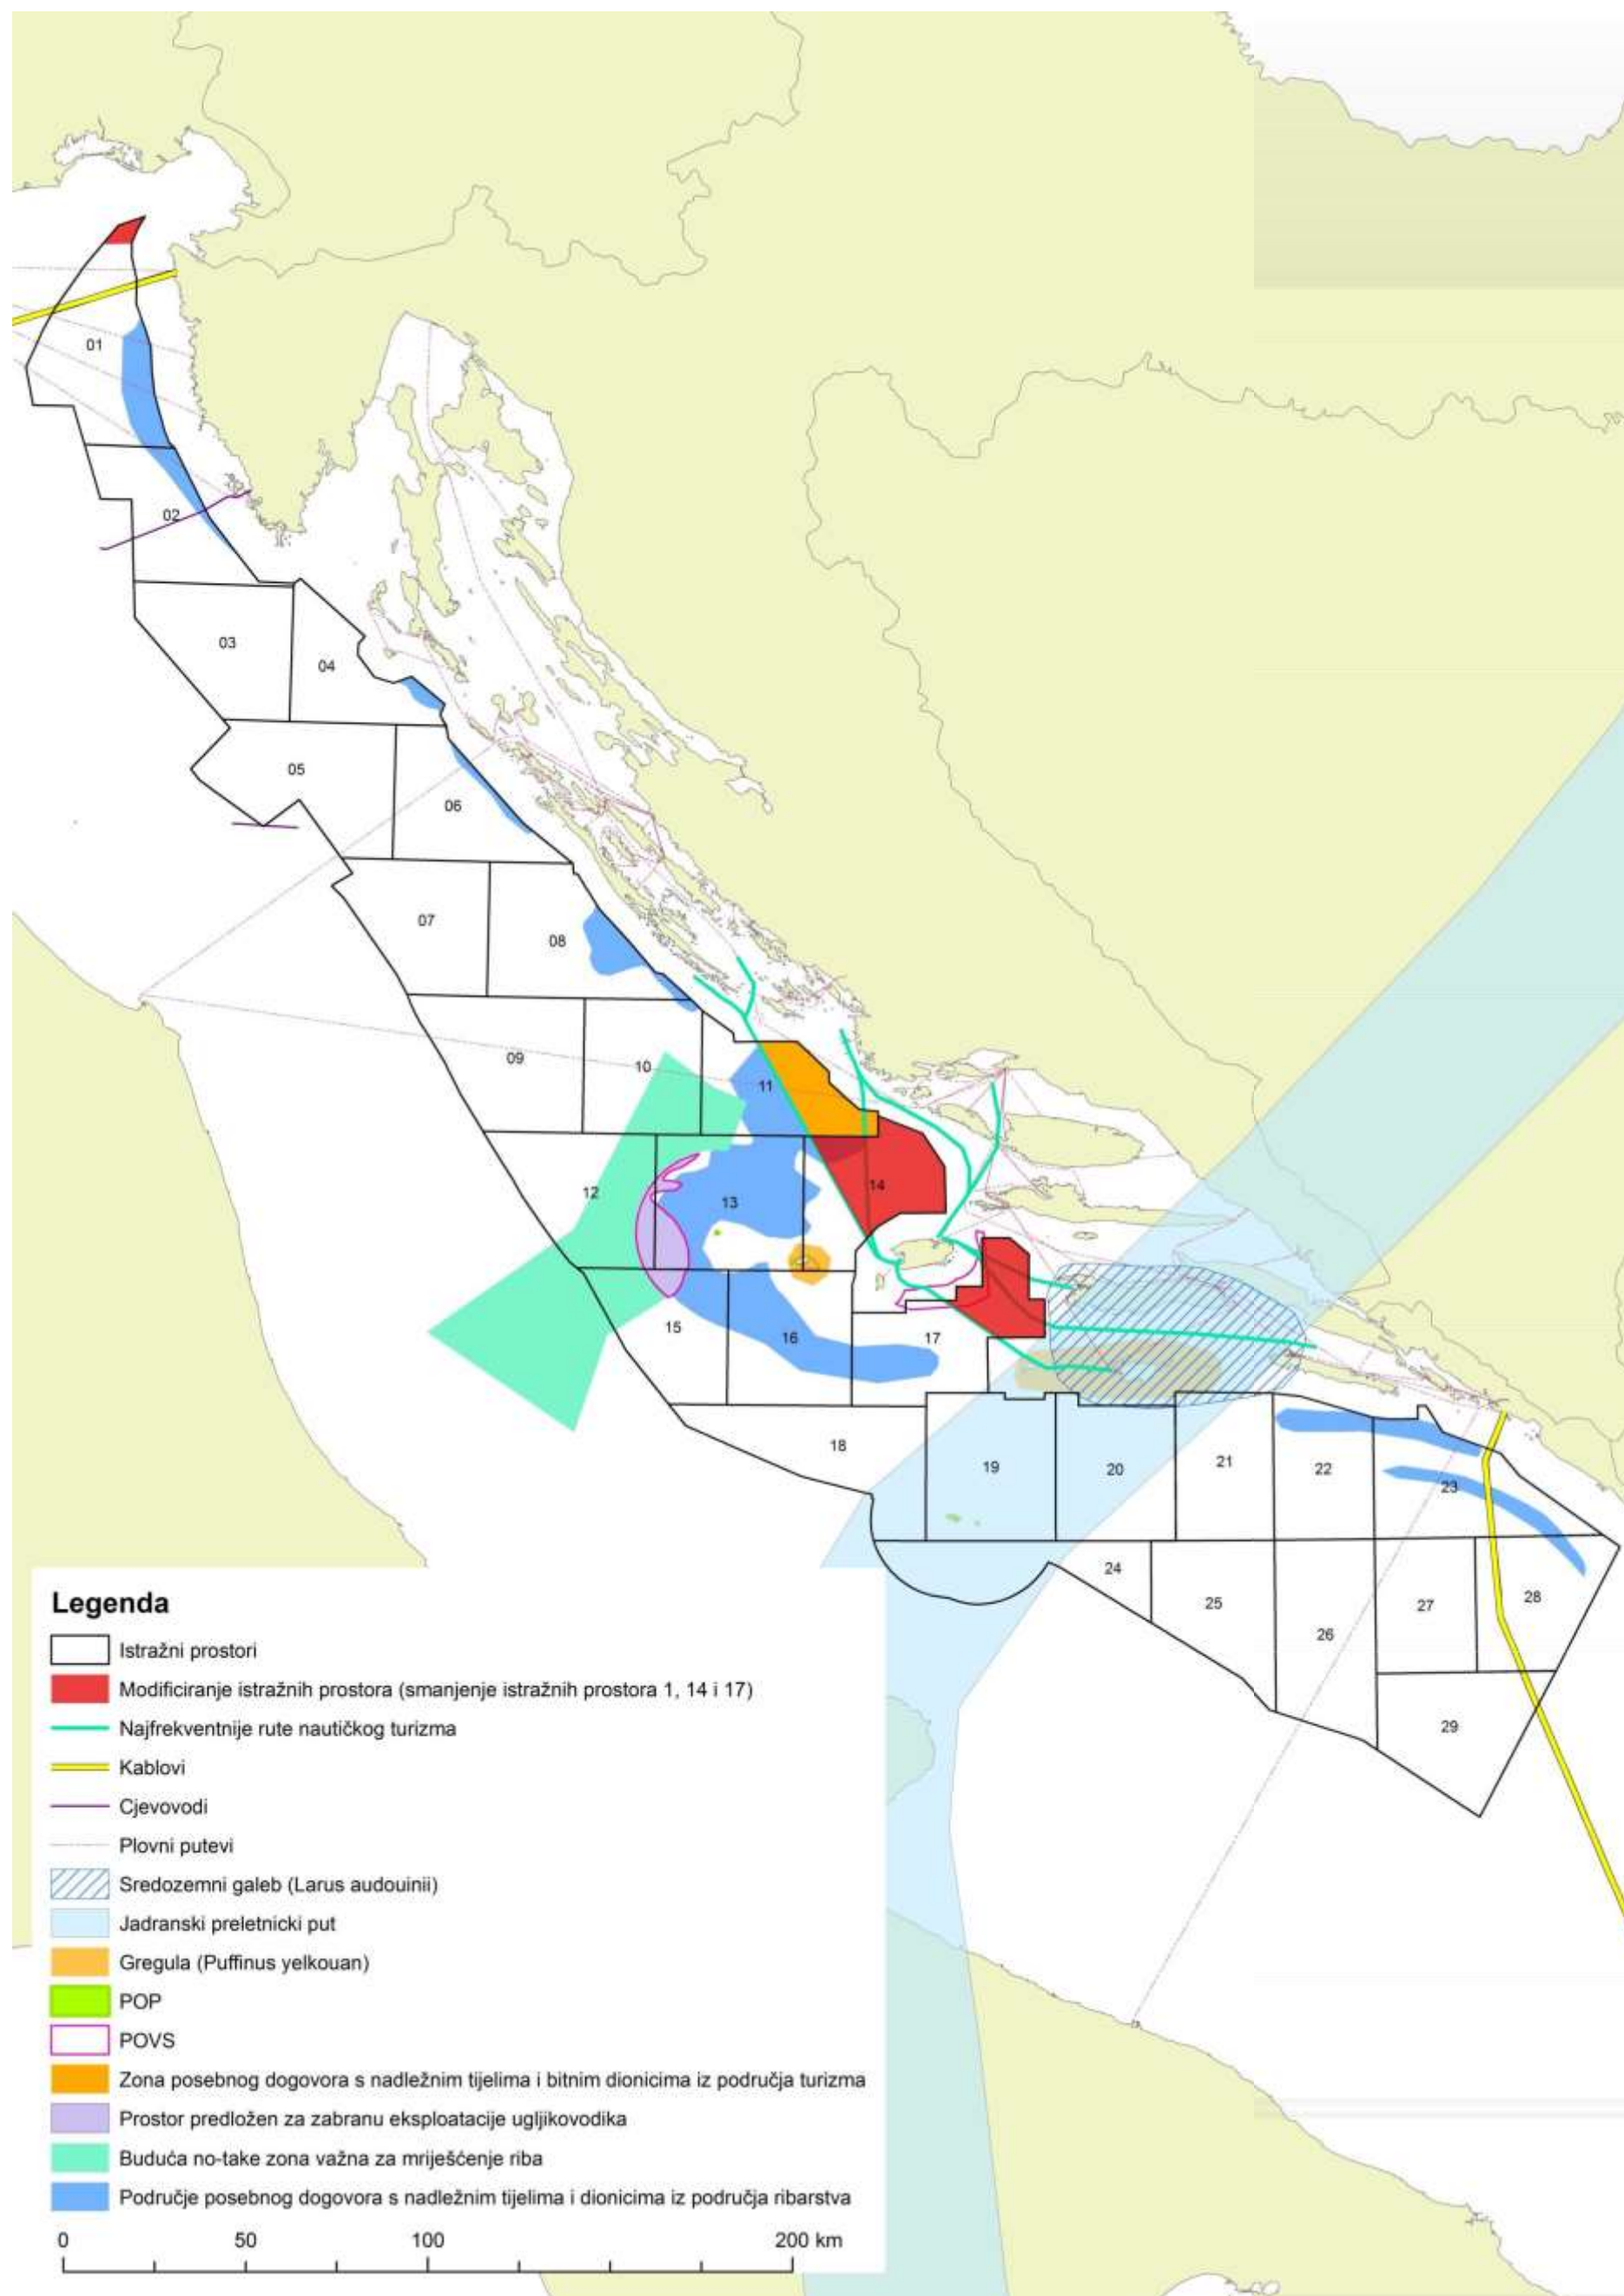 01
02
03
04
05
06
07
08
09
10
11
12
13
14
15
16
17
18
19
20
21
22
23
24
25
26
27
28
29
Legenda
Istražni prostori
Modificiranje istražnih prostora (smanjenje istražnih prostora 1, 14 i 17)
Najfrekventnije rute nautičkog turizma
Kablovi
Cjevovodi
Plovni putevi
Sredozemni galeb (Larus audouinii)
Jadranski preletnicki put
Gregula (Puffinus yelkouan)
POP
POVS
Zona posebnog dogovora s nadležnim tijelima i bitnim dionicima iz područja turizma
Prostor predložen za zabranu eksploatacije ugljikovodika
Buduća no-take zona važna za mriješćenje riba
Područje posebnog dogovora s nadležnim tijelima i dionicima iz područja ribarstva
0 50 100 200 km